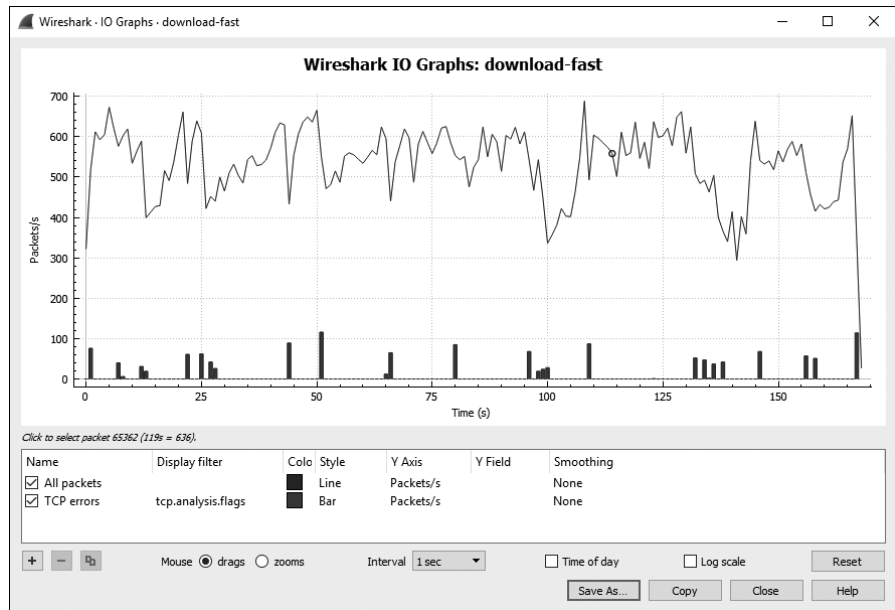 Wireshark · IO Graphs · download-fast
Wireshark IO Graphs: download-fast
700
600
500
400
300
200
100
0
Packets/s
0 25 50 75 100 125 150
Time (s)
Click to select packet 65362 (119s = 636).
Name Display filter Colo Style Y Axis Y Field Smoothing
All packets Line Packets/s None
TCP errors tcp.analysis.flags Bar Packets/s None
Mouse drags zooms Interval 1 sec Time of day Log scale Reset
Save As... Copy Close Help